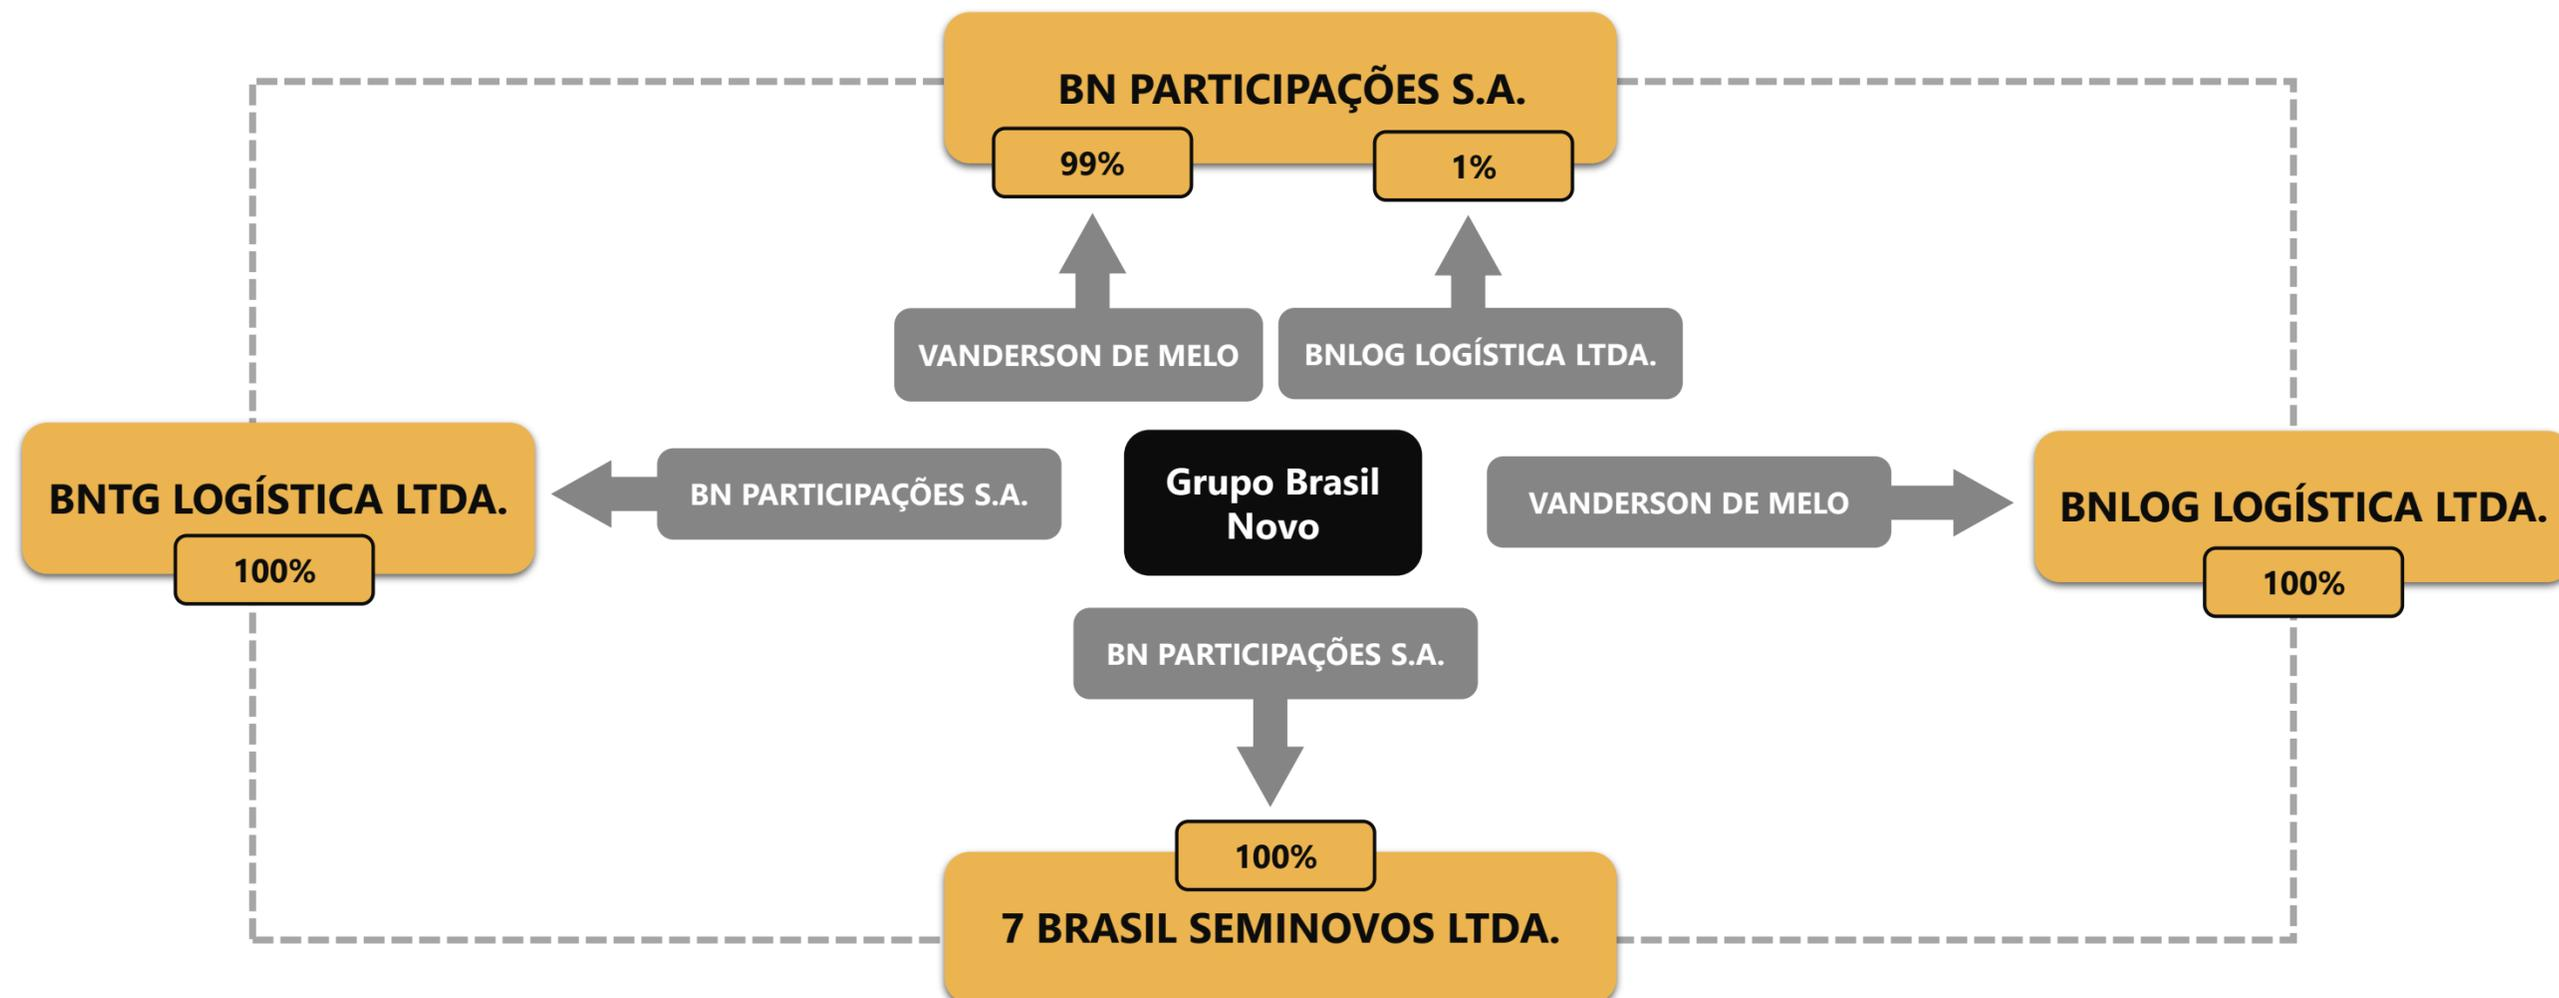 BN PARTICIPAÇÕES S.A.
99%
1%
VANDERSON DE MELO
BNLOG LOGÍSTICA LTDA.
BNTG LOGÍSTICA LTDA.
100%
BN PARTICIPAÇÕES S.A.
Grupo Brasil
Novo
VANDERSON DE MELO
BNLOG LOGÍSTICA LTDA.
100%
BN PARTICIPAÇÕES S.A.
100%
7 BRASIL SEMINOVOS LTDA.